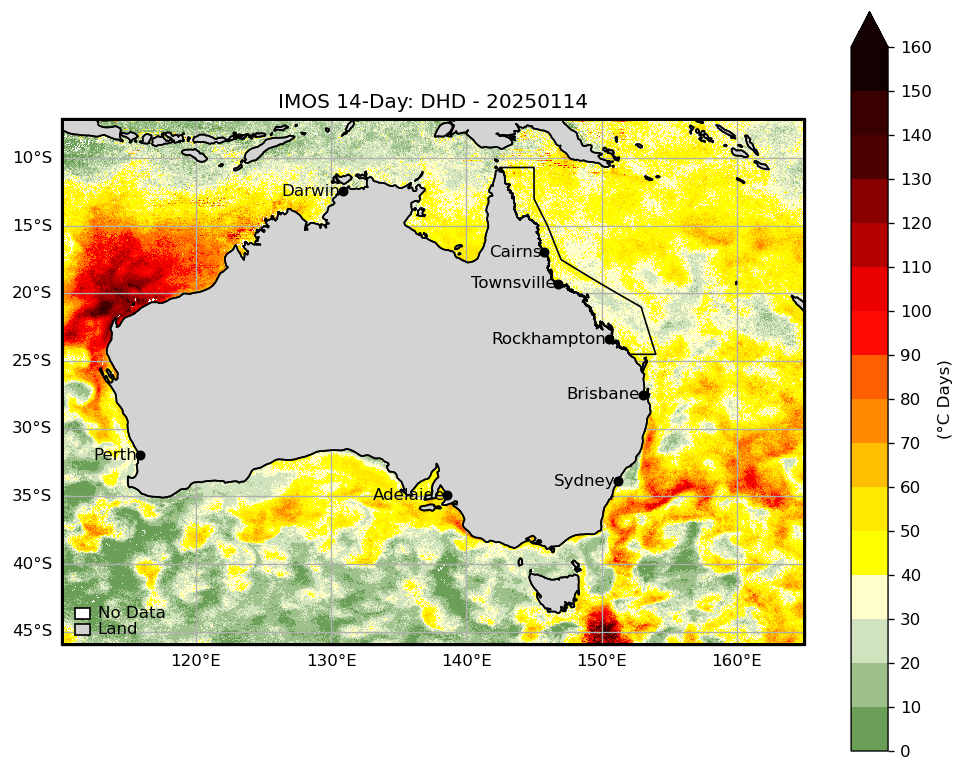 IMOS 14-Day: DHD - 20250114
160
150
140
130
120
110
100
90
80
70
60
50
40
30
20
10
0
(°C Days)
10°S
15°S
20°S
25°S
30°S
35°S
40°S
45°S
Darwin
Cairns
Townsville
Rockhampton
Brisbane
Perth
Sydney
Adelaide
No Data
Land
120°E
130°E
140°E
150°E
160°E